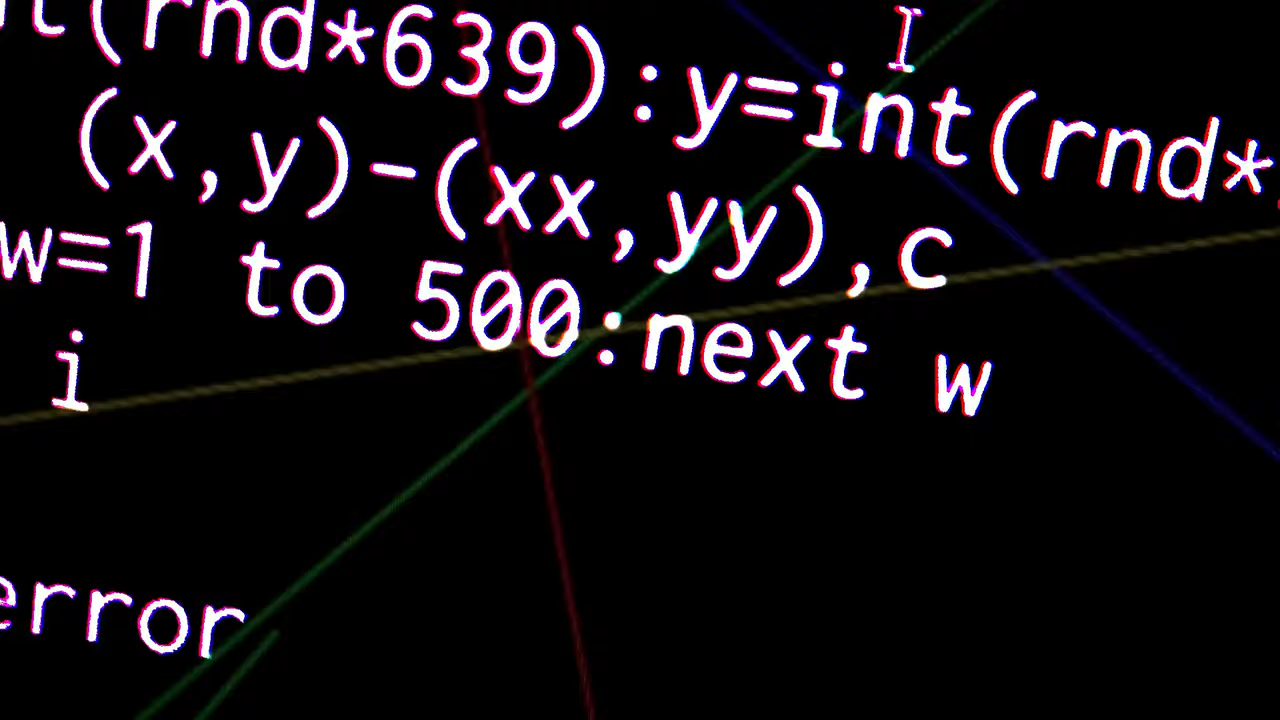 nt(rnd*639):y=int(rnd*
(x,y)-(xx,yy),c
w=1 to 500:next w
i
error